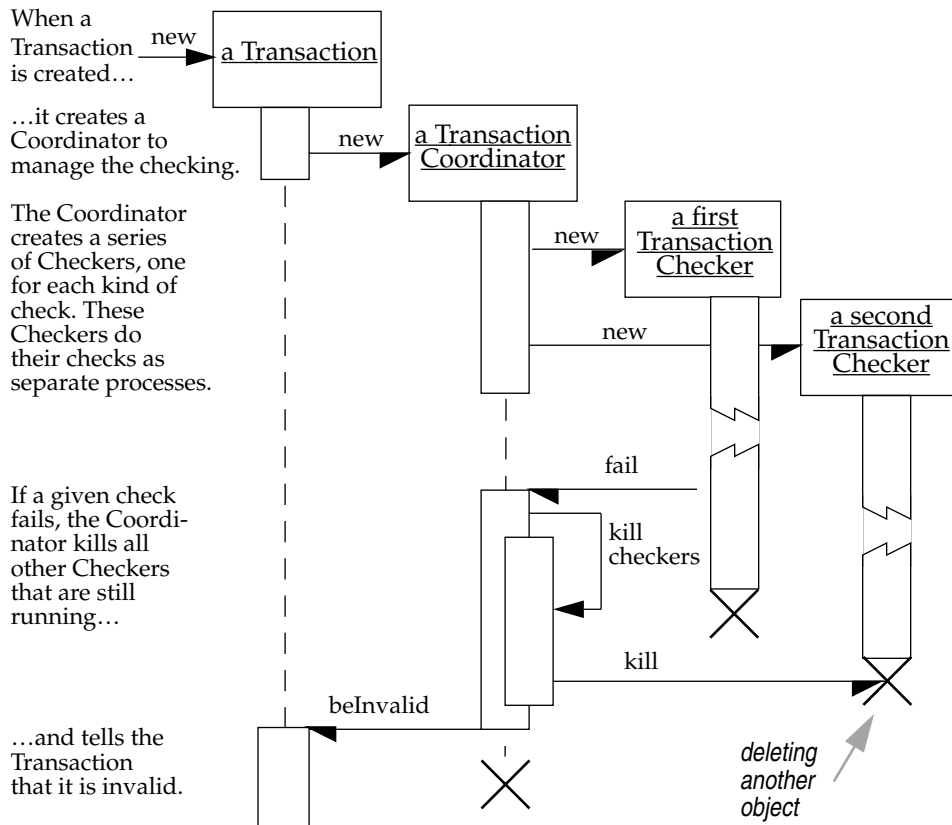 When a
Transaction
is created…
new
a Transaction
…it creates a
Coordinator to
manage the checking.
new
a Transaction
Coordinator
The Coordinator
creates a series
of Checkers, one
for each kind of
check. These
Checkers do
their checks as
separate processes.
new
a first
Transaction
Checker
new
a second
Transaction
Checker
fail
If a given check
fails, the Coordi-
nator kills all
other Checkers
that are still
running…
kill
checkers
kill
beInvalid
…and tells the
Transaction
that it is invalid.
deleting
another
object